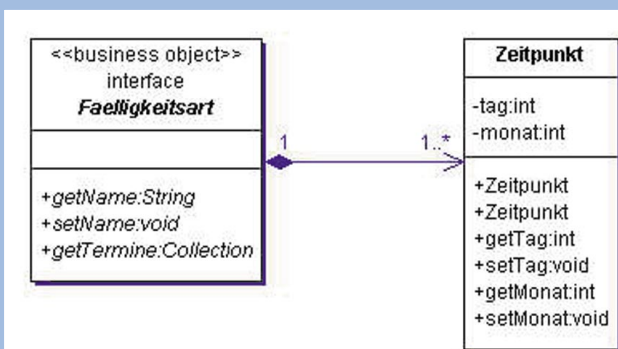 <<business object>>
interface
Faelligkeitsart
+getName:String
+setName:void
+getTermine:Collection
1
1..*
Zeitpunkt
-tag:int
-monat:int
+Zeitpunkt
+Zeitpunkt
+getTag:int
+setTag:void
+getMonat:int
+setMonat:void